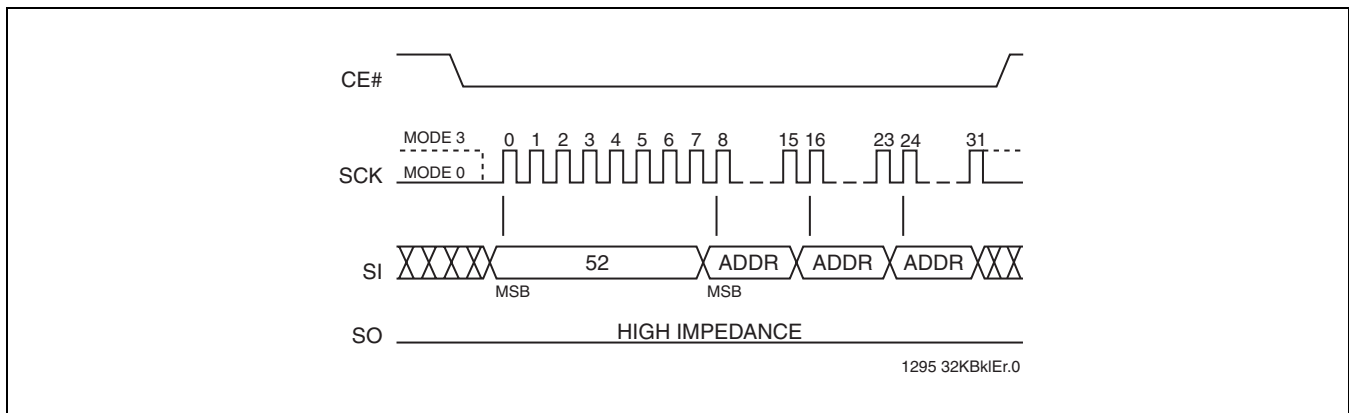 CE#
MODE 3
0 1 2 3 4 5 6 7 8 15 16 23 24 31
SCK MODE 0
SI 52 ADDR ADDR ADDR
MSB MSB
SO HIGH IMPEDANCE
1295 32KBklEr.0